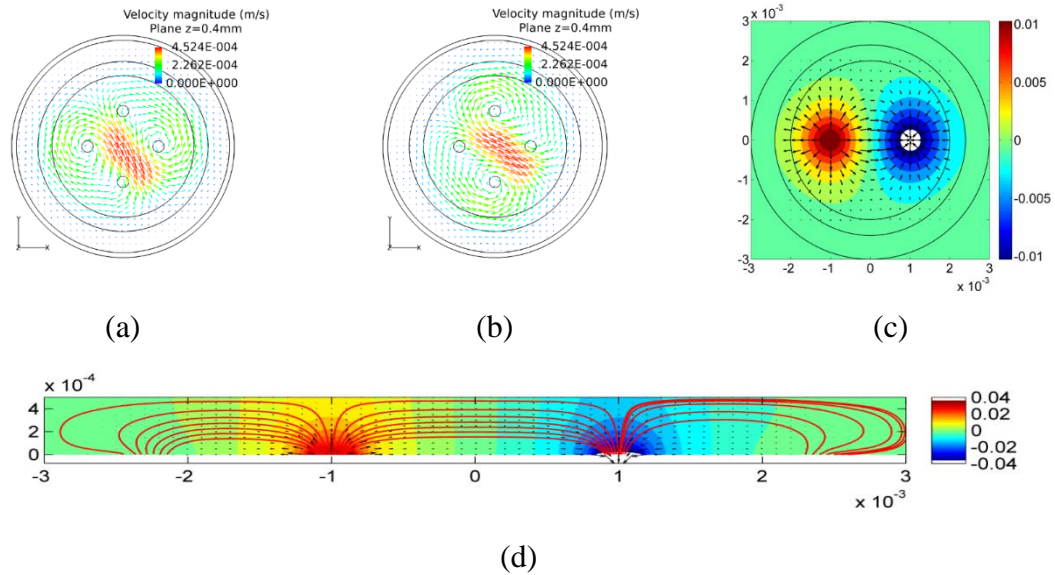 Velocity magnitude (m/s)
Plane z=0.4mm
4.524E-004
2.262E-004
0.000E+000
Y
Z
X
(a)
Velocity magnitude (m/s)
Plane z=0.4mm
4.524E-004
2.262E-004
0.000E+000
Y
Z
X
(b)
x 10⁻³
3
2
1
0
-1
-2
-3
-3 -2 -1 0 1 2 3
x 10⁻³
0.01
0.005
0
-0.005
-0.01
(c)
x 10⁻⁴
4
2
0
-3 -2 -1 0 1 2 3
x 10⁻³
0.04
0.02
0
-0.02
-0.04
(d)